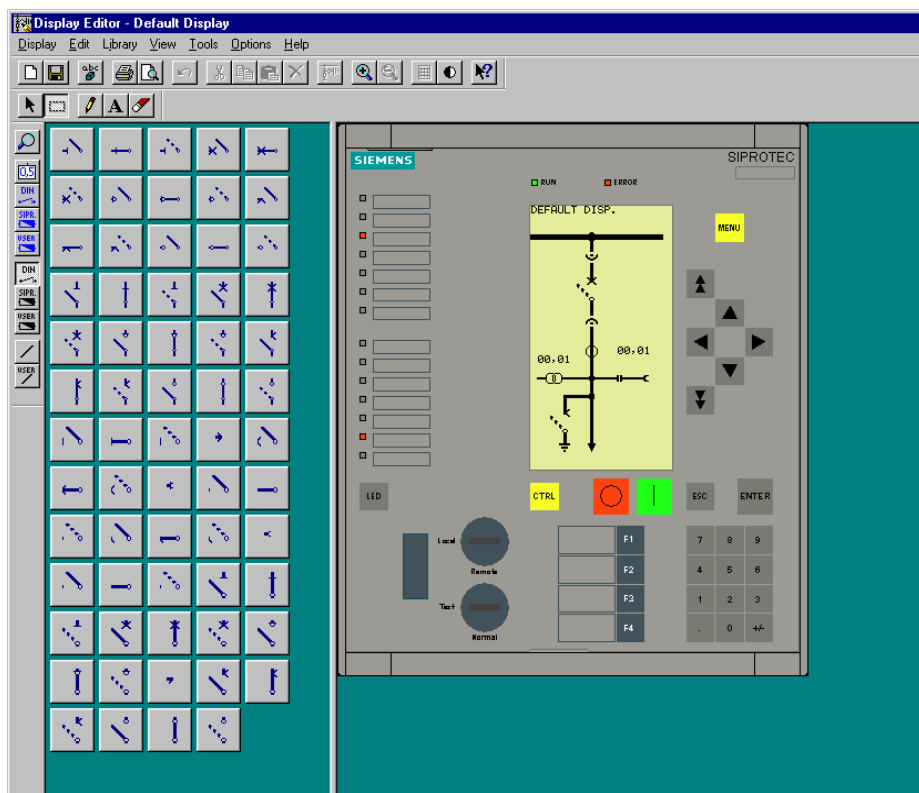 Display Editor - Default Display
Display Edit Library View Tools Options Help
abc
A
0,5
DIN
SIPR.
USER
DIN
SIPR.
USER
USER
SIEMENS
SIPROTEC
RUN
ERROR
DEFAULT DISP.
MENU
00,01
00,01
LED
CTRL
ESC
ENTER
Local
Remote
Test
Normal
F1
F2
F3
F4
7 8 9
4 5 6
1 2 3
. 0 +/-